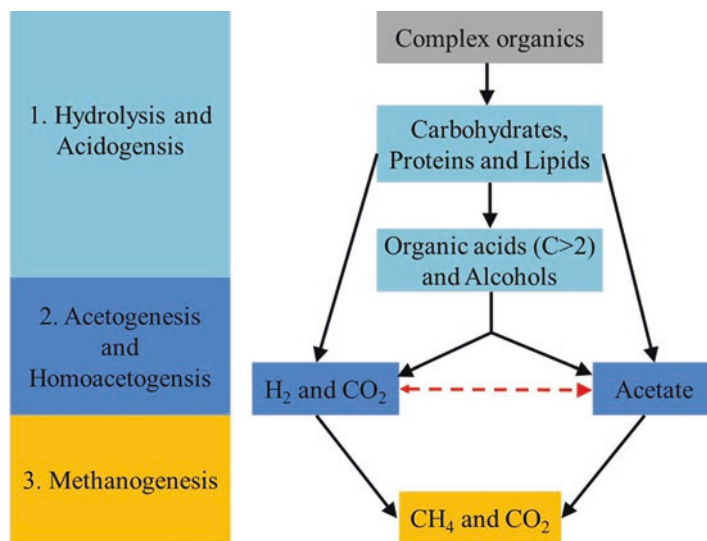 1. Hydrolysis and
Acidogensis
2. Acetogenesis
and
Homoacetogensis
3. Methanogenesis
Complex organics
Carbohydrates,
Proteins and Lipids
Organic acids (C>2)
and Alcohols
H₂ and CO₂
Acetate
CH₄ and CO₂